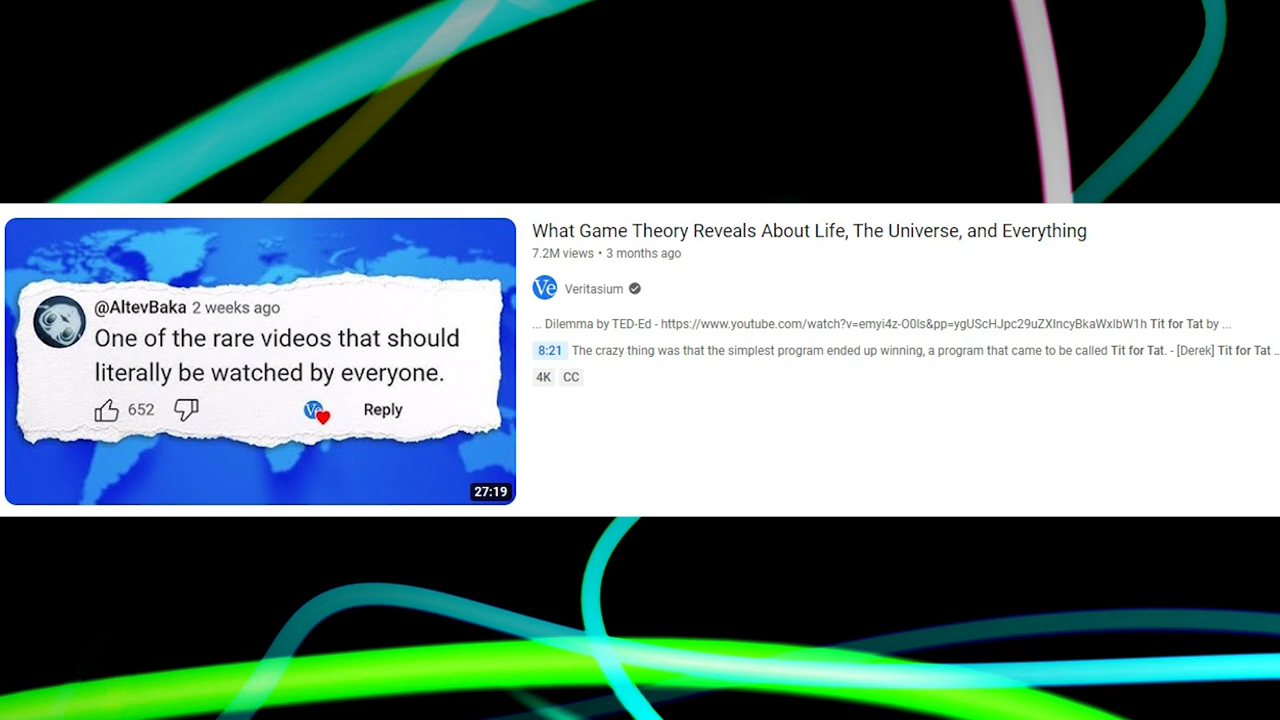 @AltevBaka 2 weeks ago
One of the rare videos that should
literally be watched by everyone.
652
Ve
Reply
27:19
What Game Theory Reveals About Life, The Universe, and Everything
7.2M views • 3 months ago
Ve Veritasium
... Dilemma by TED-Ed - https://www.youtube.com/watch?v=emyi4z-O0ls&pp=ygUScHJpc29uZXIncyBkaWxlbW1h Tit for Tat by ...
8:21 The crazy thing was that the simplest program ended up winning, a program that came to be called Tit for Tat. - [Derek] Tit for Tat ..
4K CC